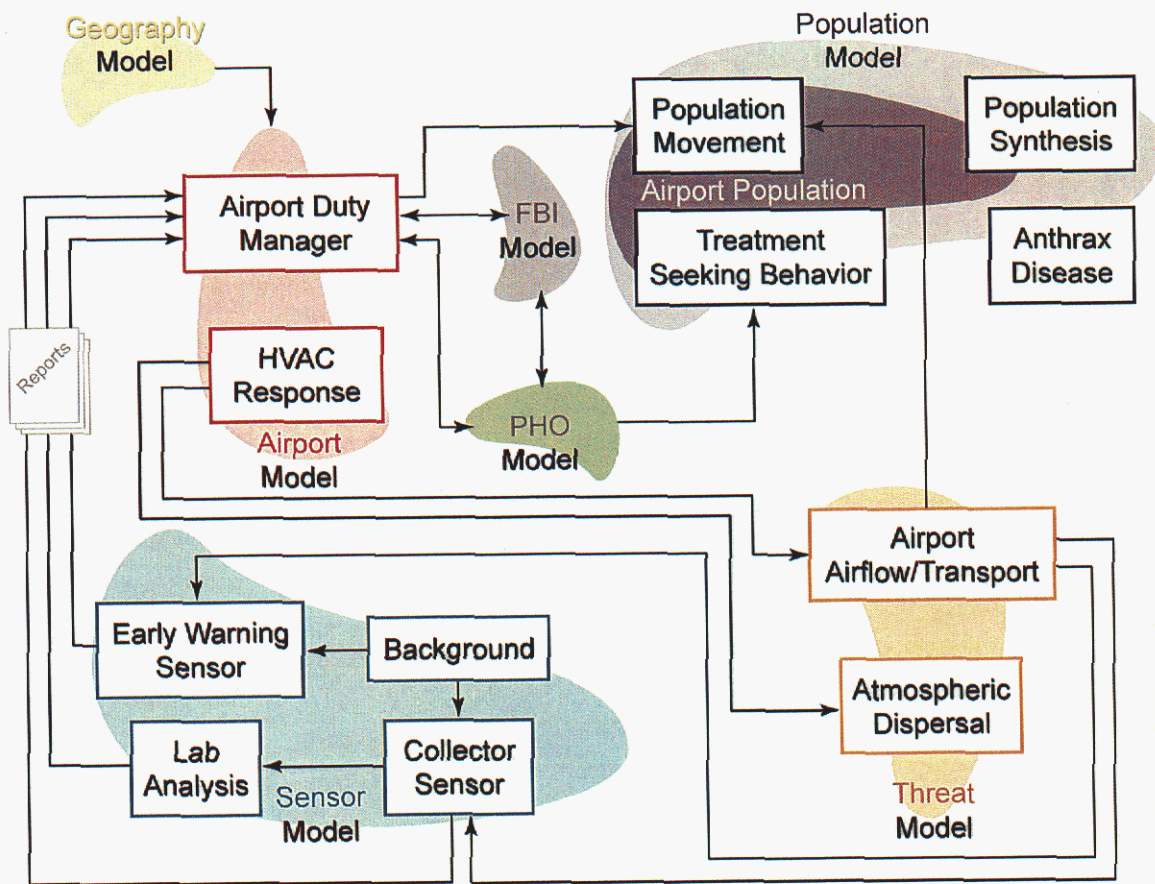 Geography
Model
Population
Model
Population
Movement
Population
Synthesis
Airport Population
Airport Duty
Manager
FBI
Model
Treatment
Seeking Behavior
Anthrax
Disease
Reports
HVAC
Response
Airport
Model
PHO
Model
Airport
Airflow/Transport
Early Warning
Sensor
Background
Atmospheric
Dispersal
Lab
Analysis
Collector
Sensor
Sensor
Model
Threat
Model